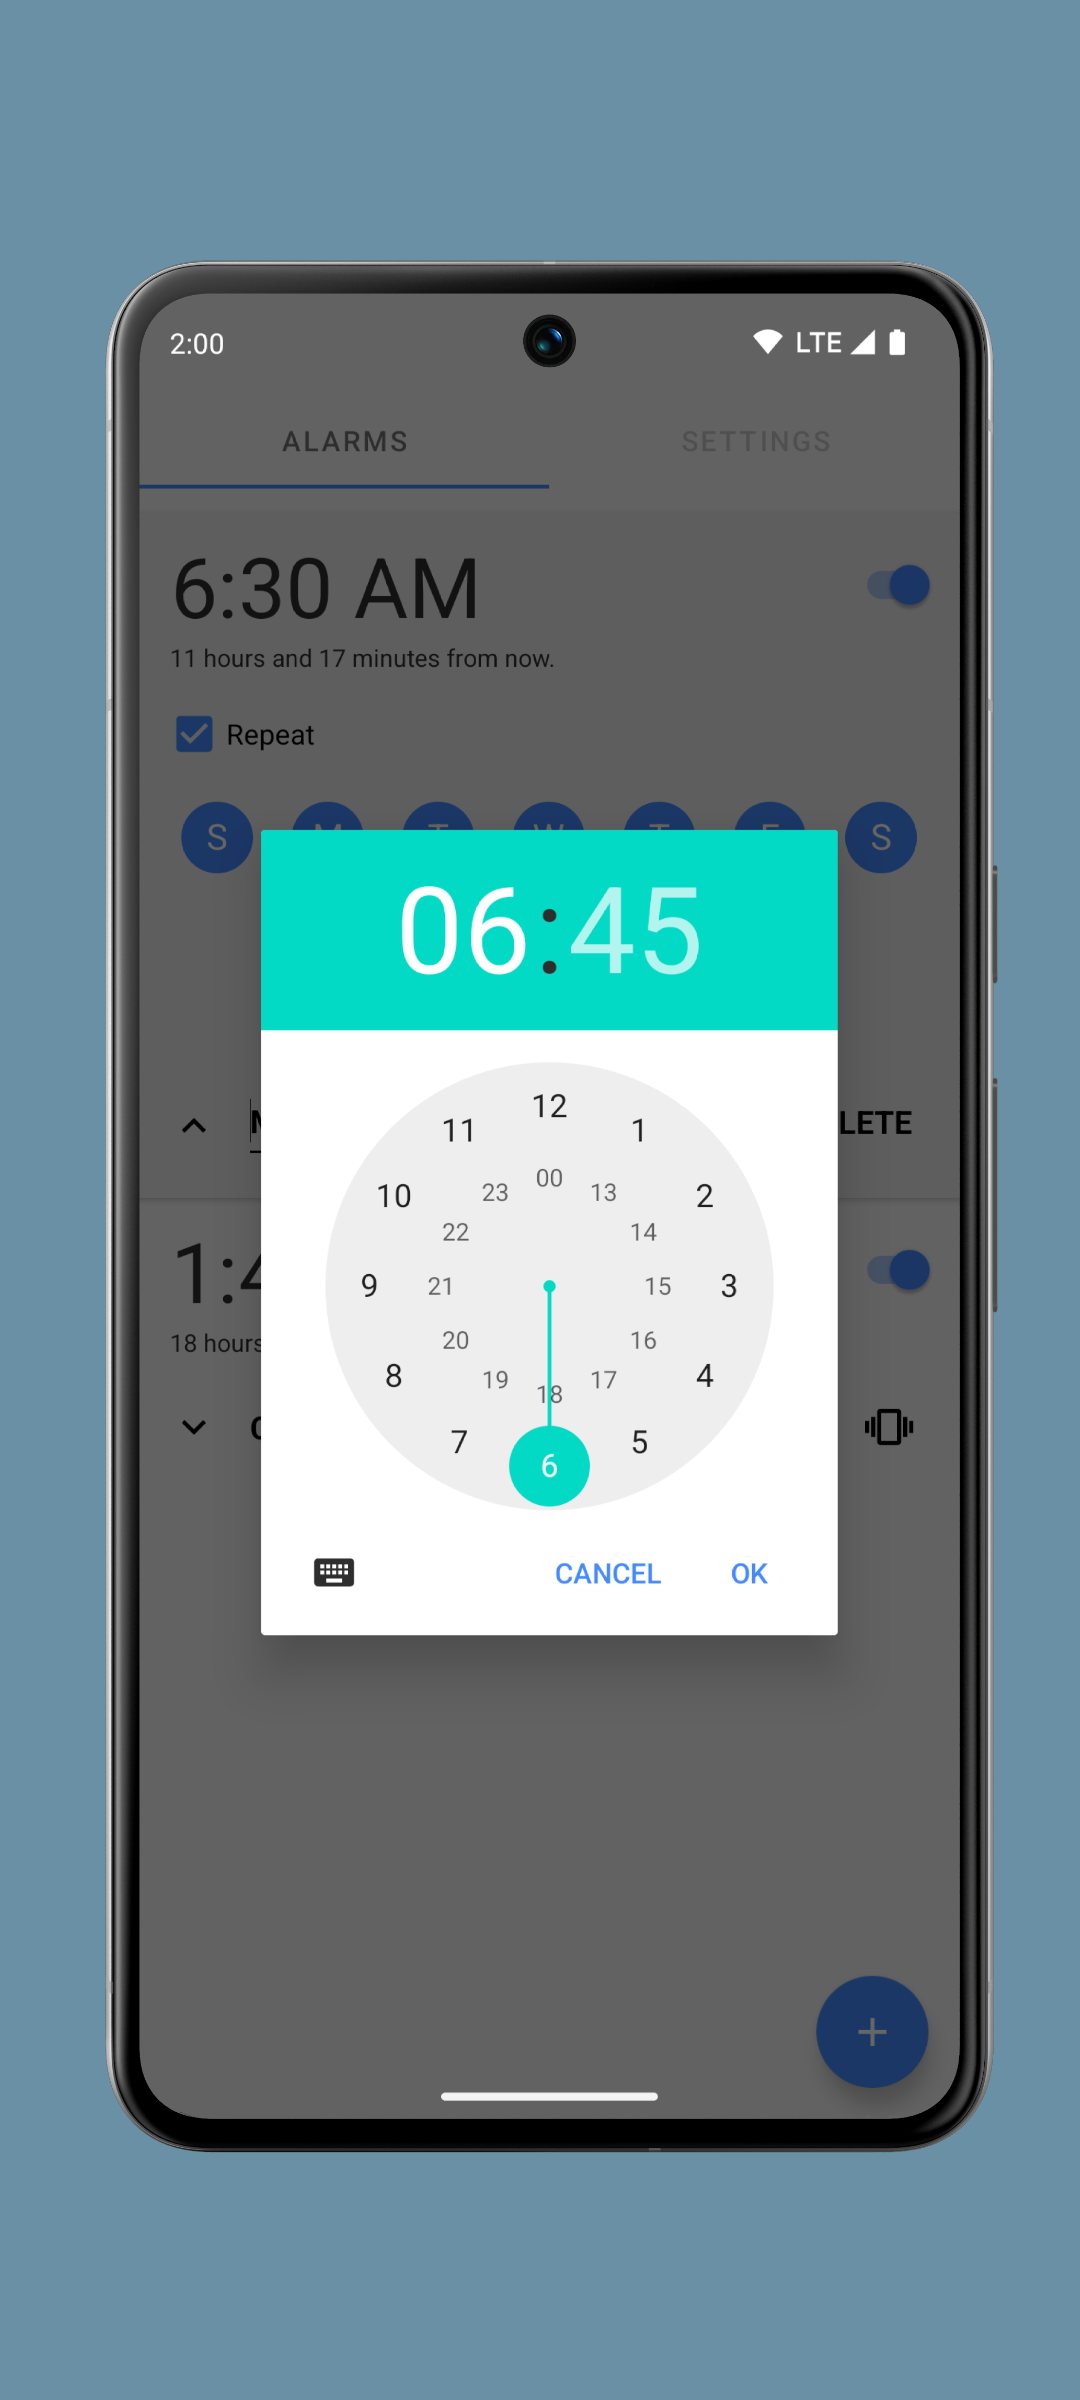 2:00
LTE
ALARMS
SETTINGS
6:30 AM
11 hours and 17 minutes from now.
Repeat
S M T W T F S
06:45
LETE
12
11 1
10 2
00
23 13
22 14
9 21 15 3
20 16
19 17
18
8 4
7 5
6
1:4
18 hours
CANCEL OK